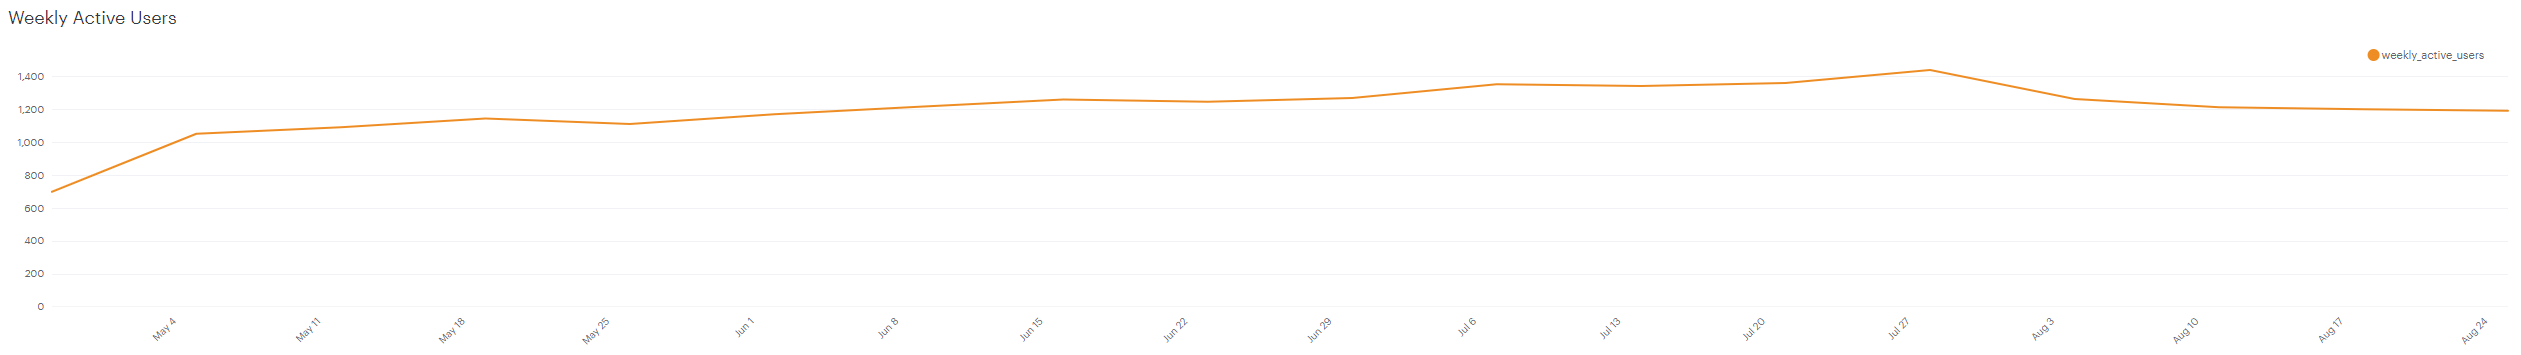 Weekly Active Users
weekly_active_users
1,400
1,200
1,000
800
600
400
200
0
May 4
May 11
May 18
May 25
Jun 1
Jun 8
Jun 15
Jun 22
Jun 29
Jul 6
Jul 13
Jul 20
Jul 27
Aug 3
Aug 10
Aug 17
Aug 24